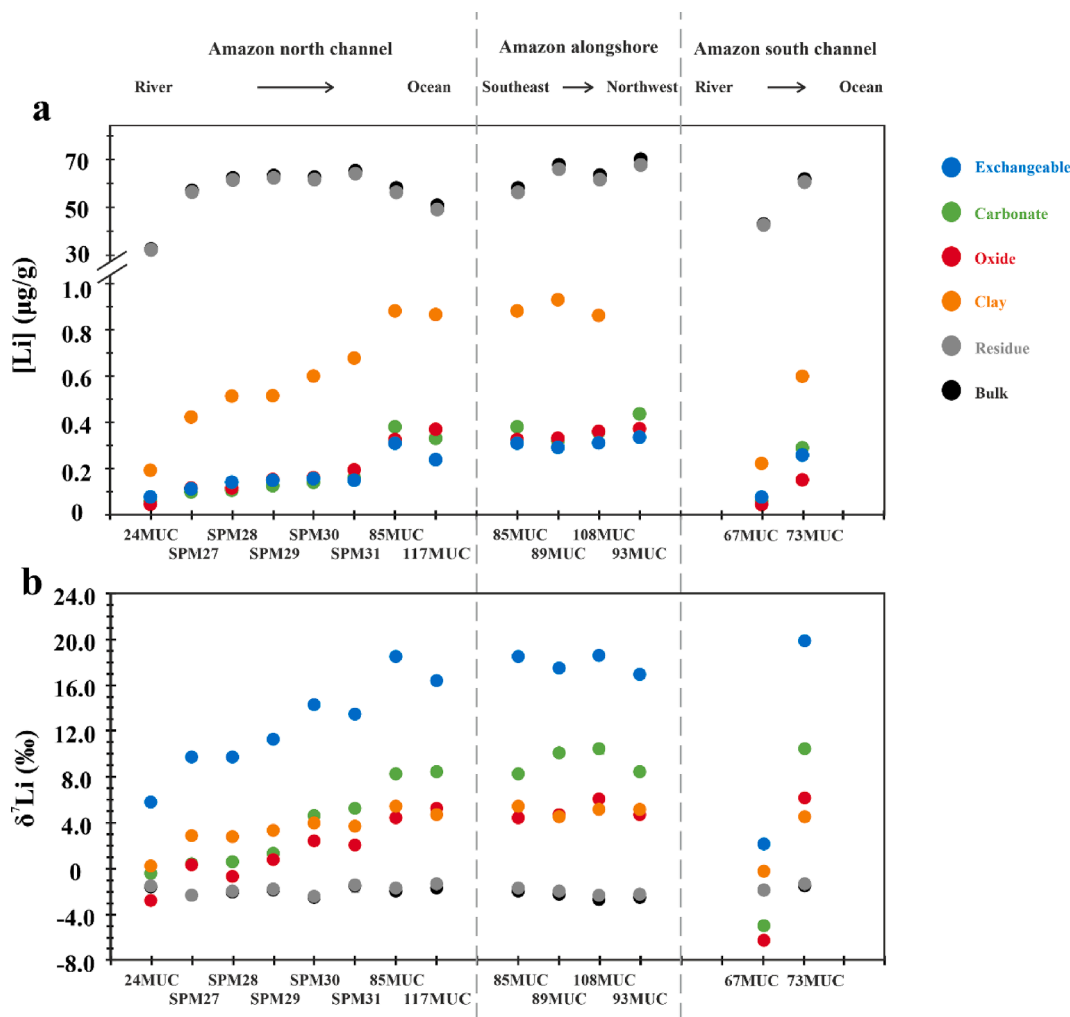 Amazon north channel
Amazon alongshore
Amazon south channel
River Ocean
Southeast Northwest
River Ocean
a
[Li] (μg/g)
70
50
30
1.0
0.8
0.6
0.4
0.2
0
24MUC SPM28 SPM30 85MUC 85MUC 108MUC 67MUC 73MUC
SPM27 SPM29 SPM31 117MUC 89MUC 93MUC
Exchangeable
Carbonate
Oxide
Clay
Residue
Bulk
b
δ⁷Li (‰)
24.0
20.0
16.0
12.0
8.0
4.0
0
-4.0
-8.0
24MUC SPM28 SPM30 85MUC 85MUC 108MUC 67MUC 73MUC
SPM27 SPM29 SPM31 117MUC 89MUC 93MUC